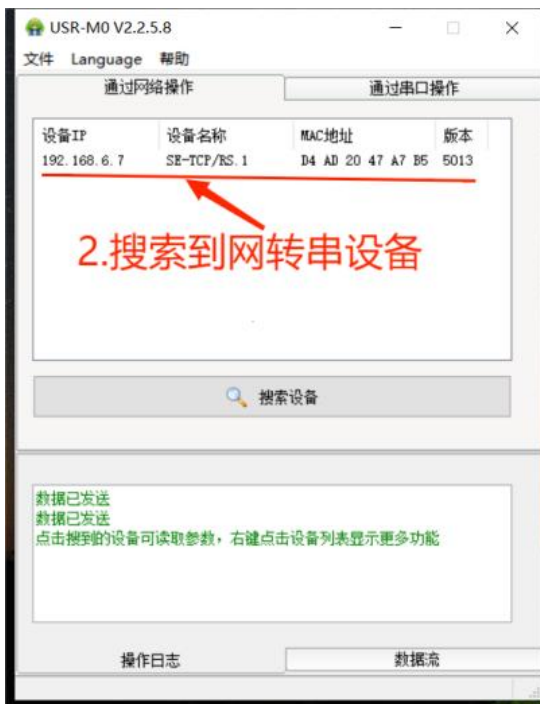 USR-M0 V2.2.5.8
文件 Language 帮助
通过网络操作 通过串口操作
设备IP 设备名称 MAC地址 版本
192.168.6.7 SE-TCP/RS.1 D4 AD 20 47 A7 B5 5013
2.搜索到网转串设备
搜索设备
数据已发送
数据已发送
点击搜到的设备可读取参数，右键点击设备列表显示更多功能
操作日志 数据流